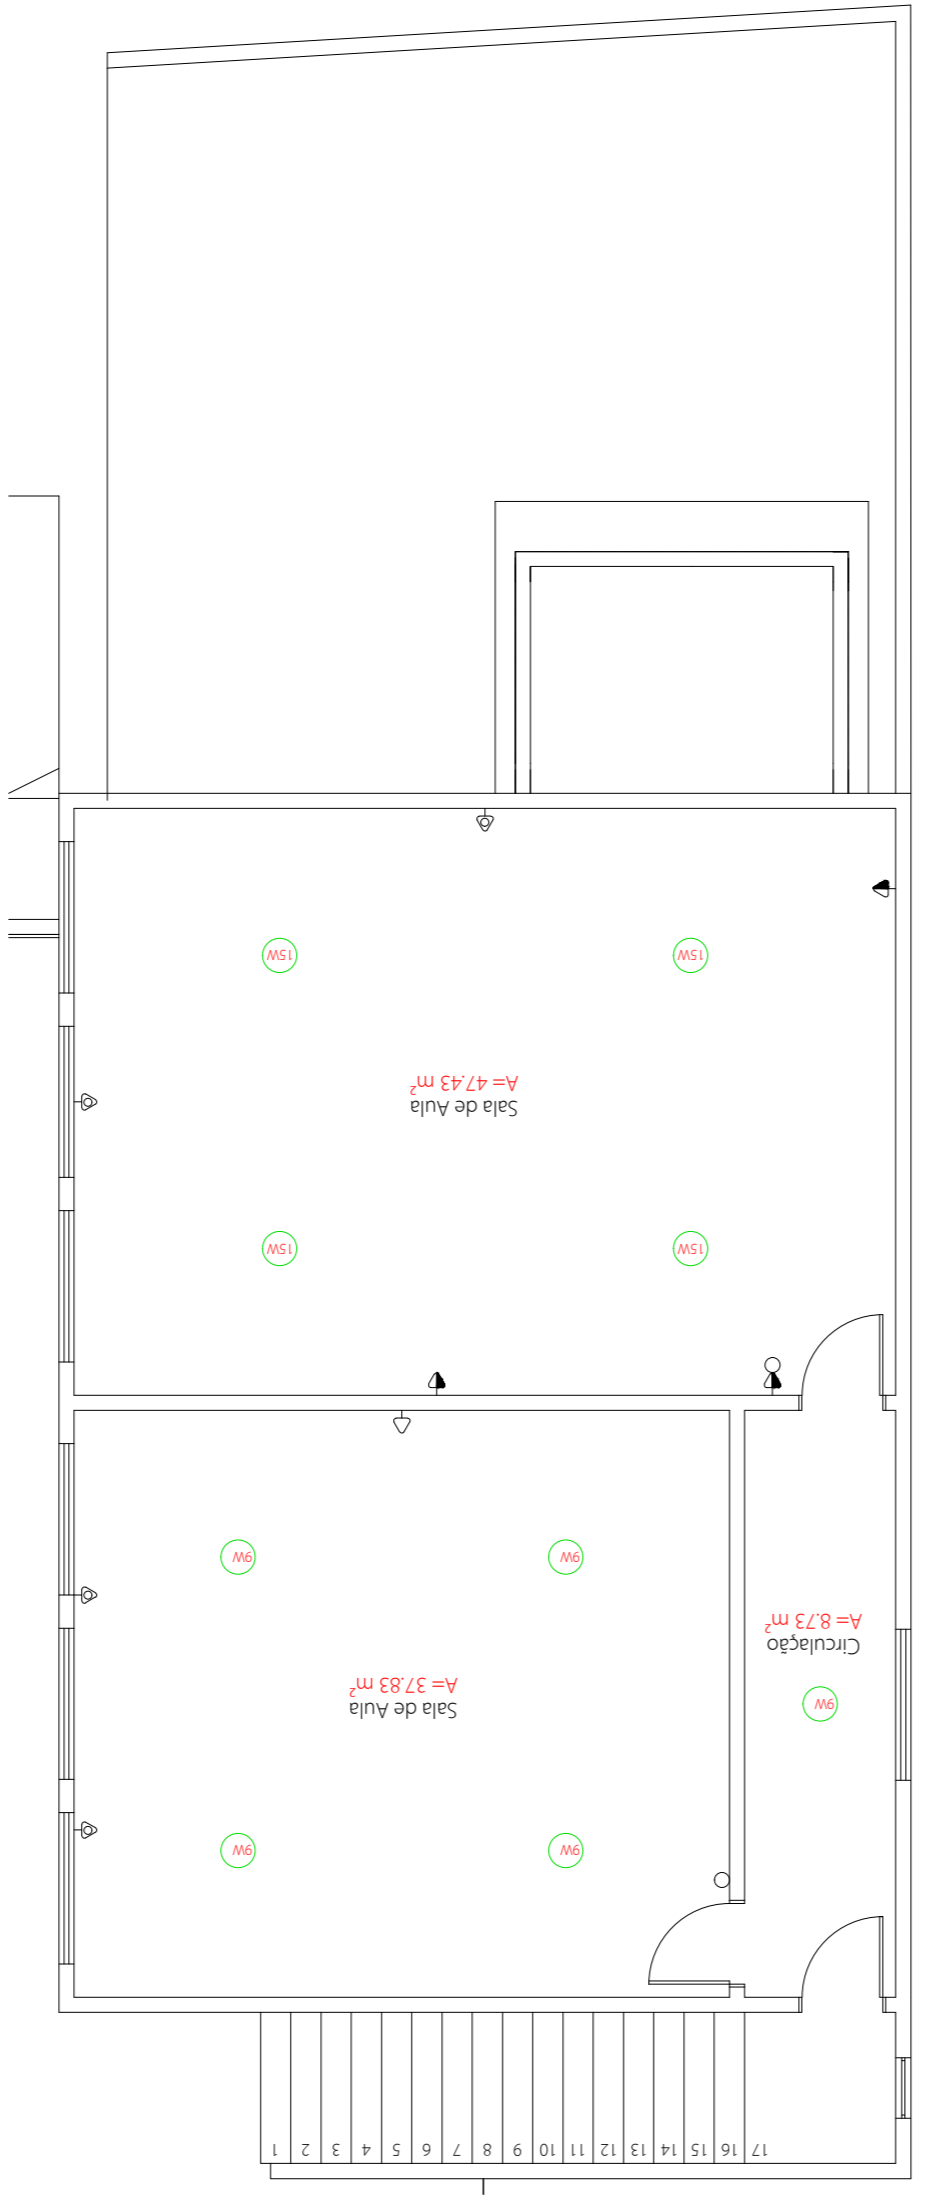 17 16 15 14 13 12 11 10 9 8 7 6 5 4 3 2 1
9W
9W
Sala de Aula
A= 37.83 m²
9W
Circulação
A= 8.73 m²
9W
9W
15W
15W
Sala de Aula
A= 47.43 m²
15W
15W